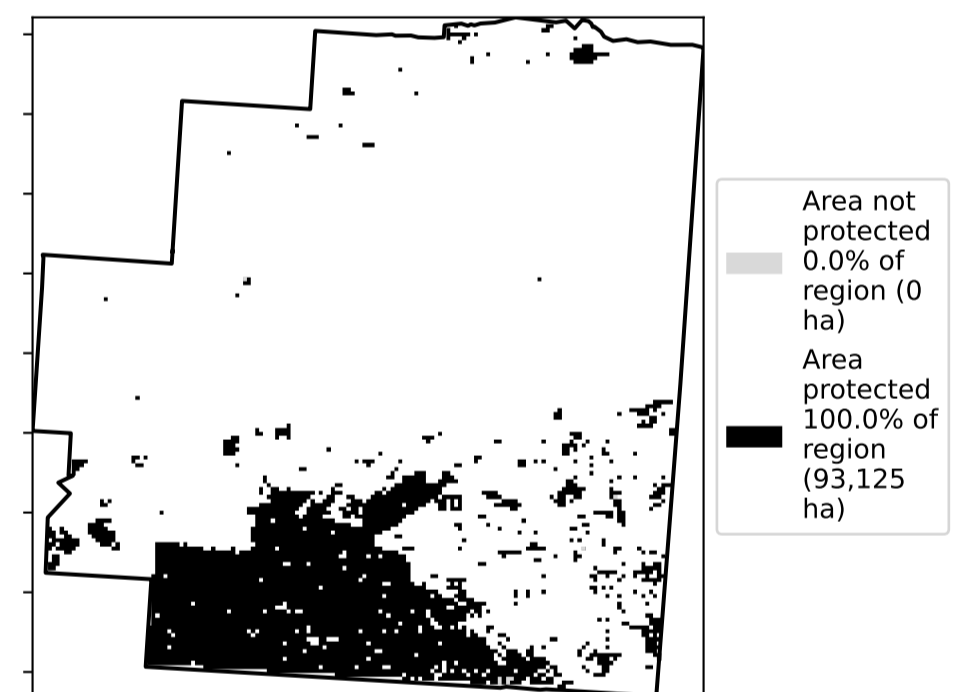 Area not
protected
0.0% of
region (0
ha)
Area
protected
100.0% of
region
(93,125
ha)